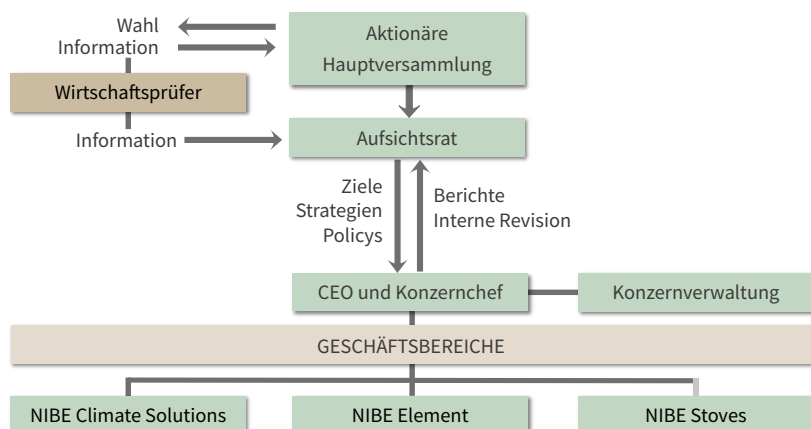 Wahl
Information
Aktionäre
Hauptversammlung
Wirtschaftsprüfer
Information
Aufsichtsrat
Ziele
Strategien
Policys
Berichte
Interne Revision
CEO und Konzernchef
Konzernverwaltung
GESCHÄFTSBEREICHE
NIBE Climate Solutions
NIBE Element
NIBE Stoves